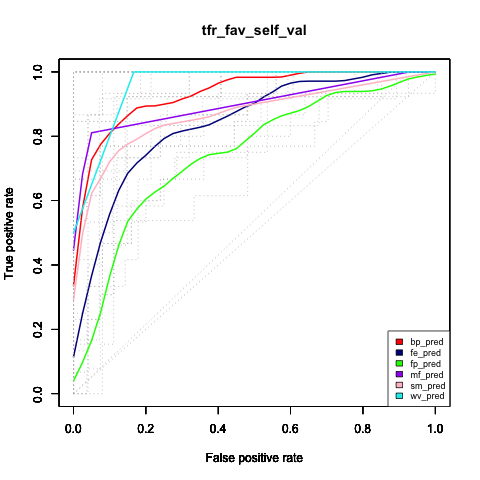 tfr_fav_self_val
True positive rate
1.0
0.8
0.6
0.4
0.2
0.0
0.0 0.2 0.4 0.6 0.8 1.0
False positive rate
bp_pred
fe_pred
fp_pred
mf_pred
sm_pred
wv_pred